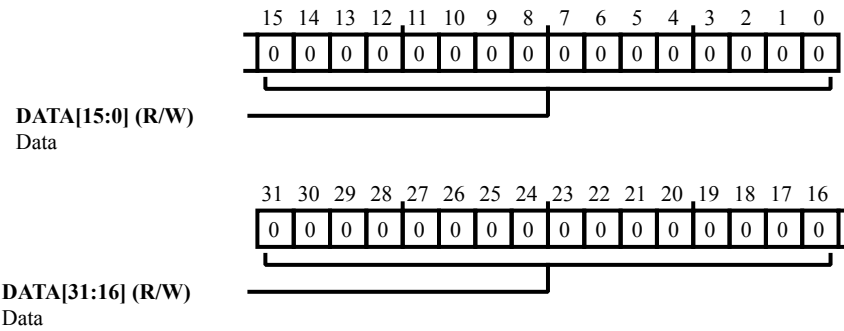 15 14 13 12 11 10 9 8 7 6 5 4 3 2 1 0
0 0 0 0 0 0 0 0 0 0 0 0 0 0 0 0
DATA[15:0] (R/W)
Data
31 30 29 28 27 26 25 24 23 22 21 20 19 18 17 16
0 0 0 0 0 0 0 0 0 0 0 0 0 0 0 0
DATA[31:16] (R/W)
Data